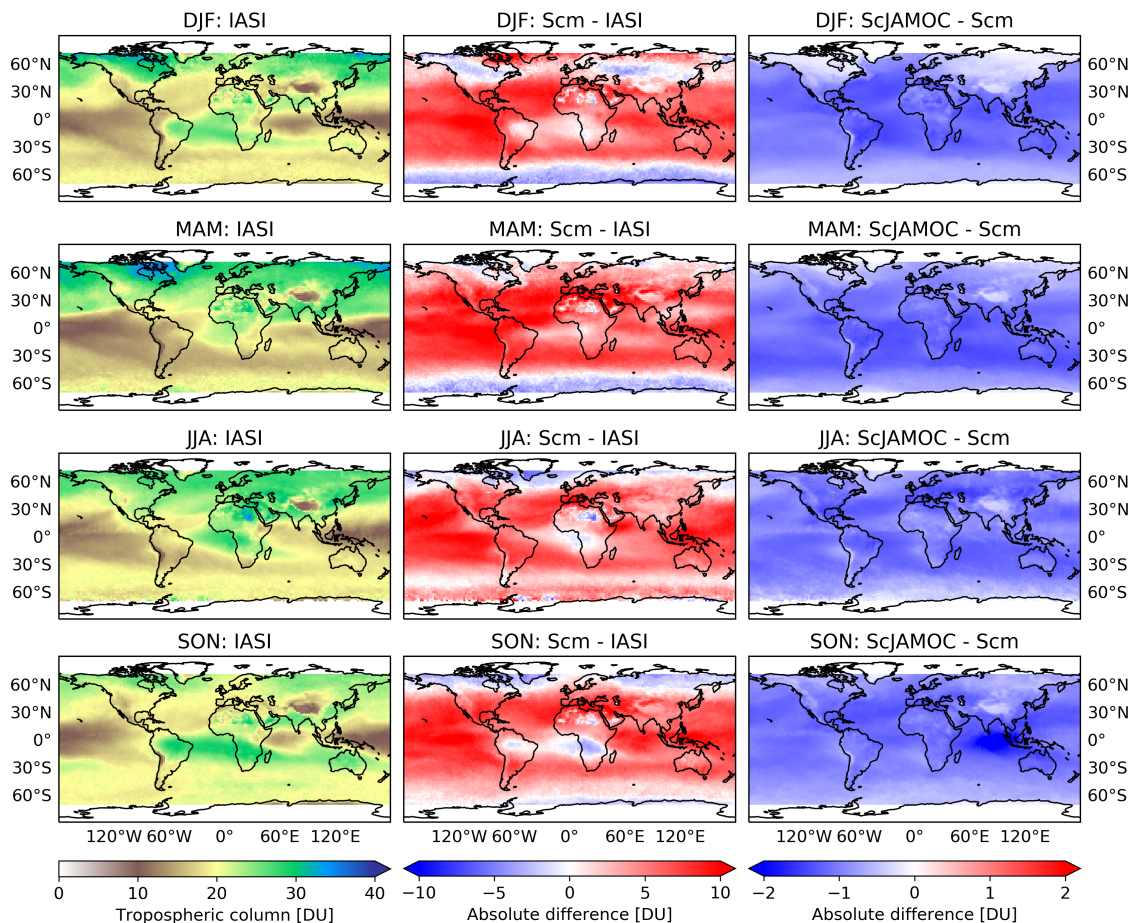 DJF: IASI DJF: Scm - IASI DJF: ScJAMOC - Scm
60°N 60°N
30°N 30°N
0° 0°
30°S 30°S
60°S 60°S
MAM: IASI MAM: Scm - IASI MAM: ScJAMOC - Scm
60°N 60°N
30°N 30°N
0° 0°
30°S 30°S
60°S 60°S
JJA: IASI JJA: Scm - IASI JJA: ScJAMOC - Scm
60°N 60°N
30°N 30°N
0° 0°
30°S 30°S
60°S 60°S
SON: IASI SON: Scm - IASI SON: ScJAMOC - Scm
60°N 60°N
30°N 30°N
0° 0°
30°S 30°S
60°S 60°S
120°W 60°W 0° 60°E 120°E 120°W 60°W 0° 60°E 120°E 120°W 60°W 0° 60°E 120°E
0 10 20 30 40 −10 −5 0 5 10 −2 −1 0 1 2
Tropospheric column [DU] Absolute difference [DU] Absolute difference [DU]